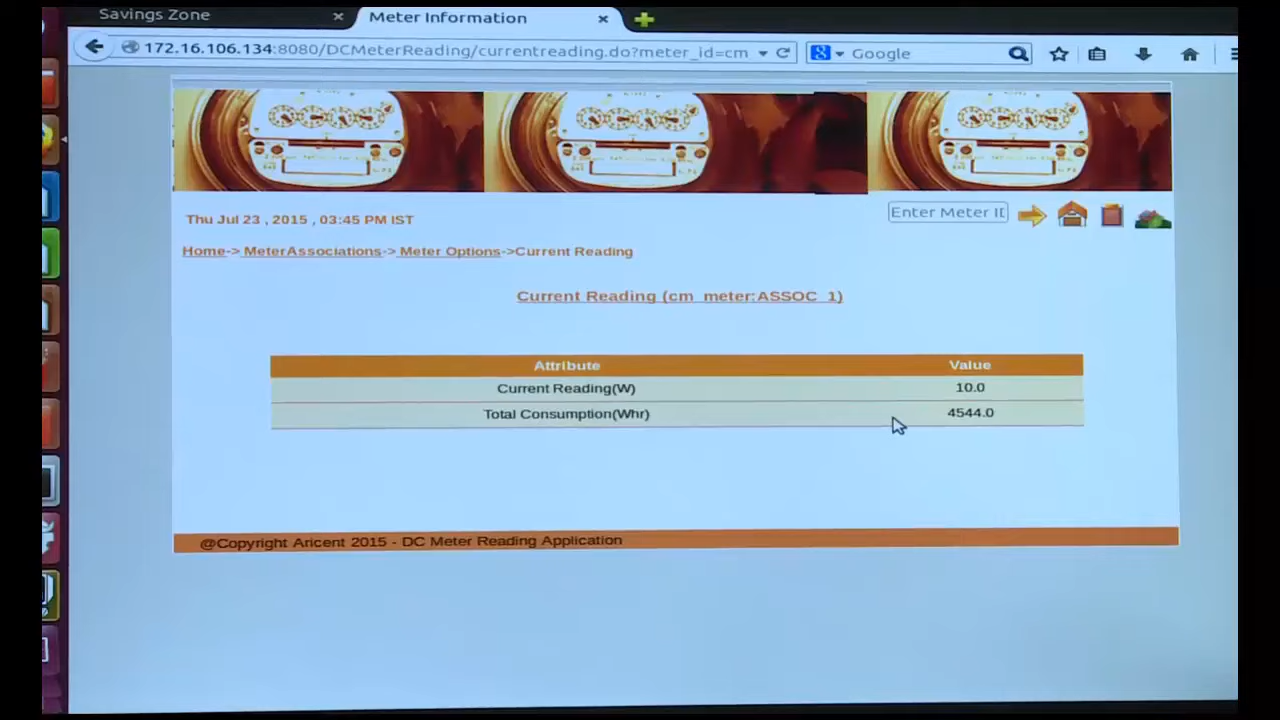 Savings Zone
Meter Information
172.16.106.134:8080/DCMeterReading/currentreading.do?meter_id=cm
Google
Thu Jul 23 , 2015 , 03:45 PM IST
Enter Meter ID
Home-> MeterAssociations-> Meter Options->Current Reading
Current Reading (cm_meter:ASSOC_1)
Attribute Value
Current Reading(W) 10.0
Total Consumption(Whr) 4544.0
@Copyright Aricent 2015 - DC Meter Reading Application